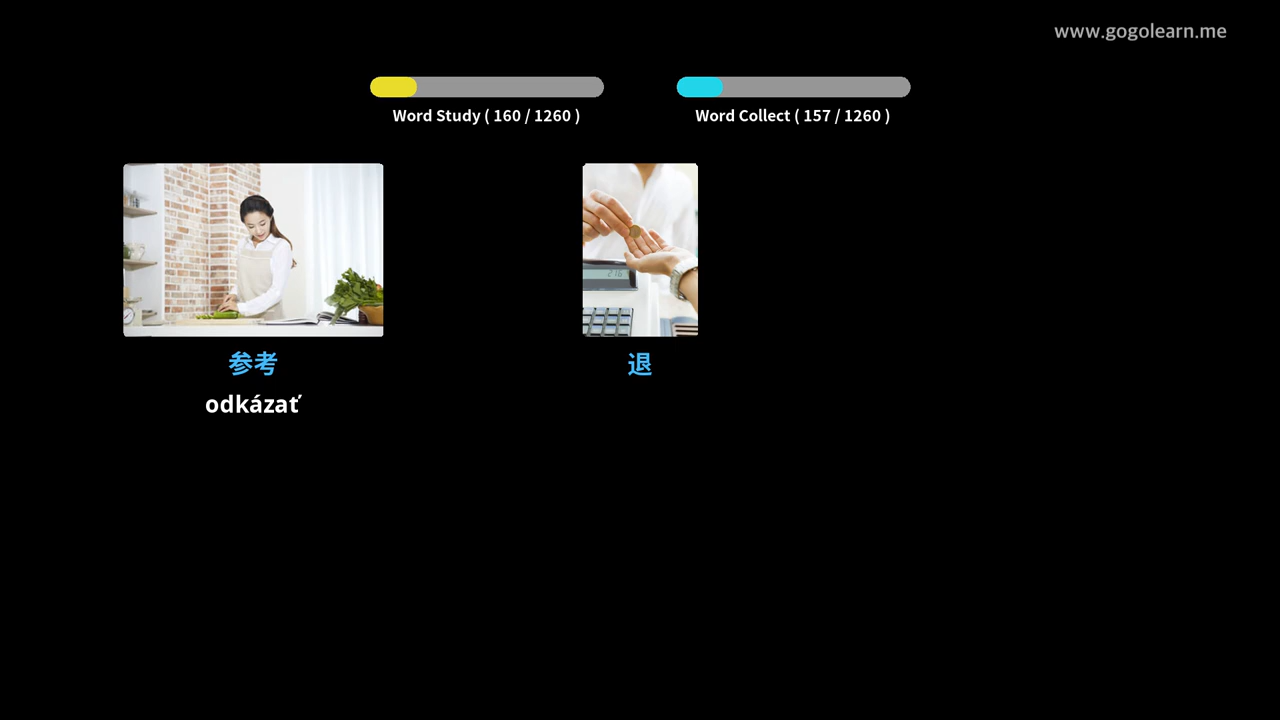 www.gogolearn.me
Word Study ( 160 / 1260 )
Word Collect ( 157 / 1260 )
参考
退
odkázať